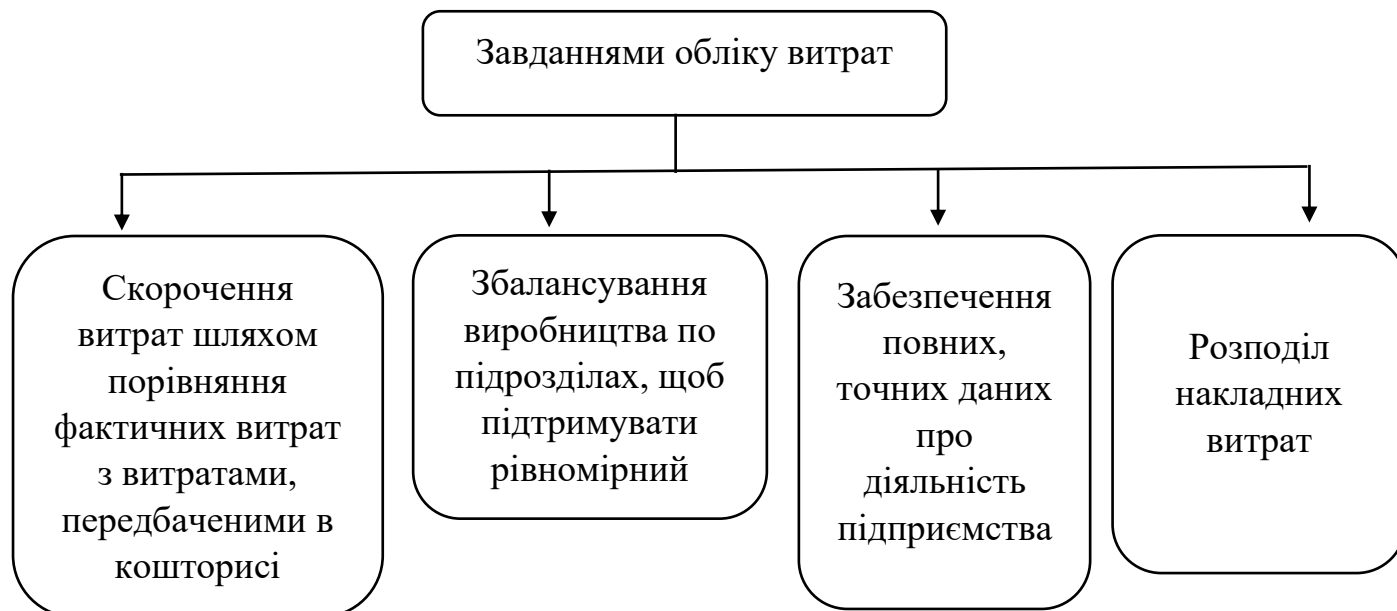 Завданнями обліку витрат
Скорочення
витрат шляхом
порівняння
фактичних витрат
з витратами,
передбаченими в
кошторисі
Збалансування
виробництва по
підрозділах, щоб
підтримувати
рівномірний
Забезпечення
повних,
точних даних
про
діяльність
підприємства
Розподіл
накладних
витрат